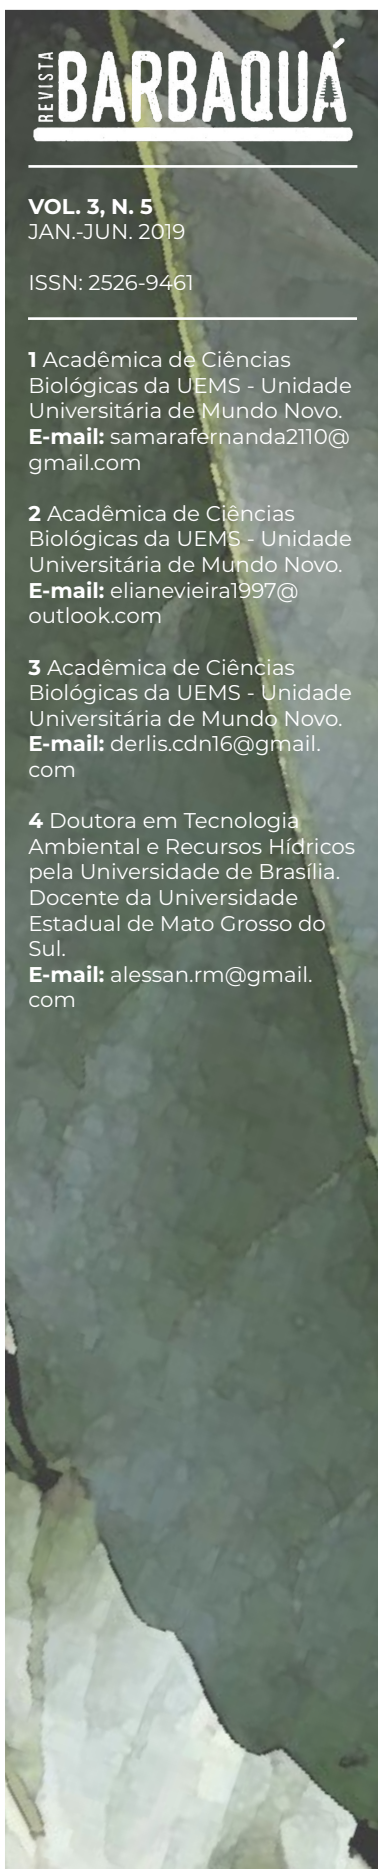 REVISTA
BARBAQUÁ
VOL. 3, N. 5
JAN.-JUN. 2019
ISSN: 2526-9461
1 Acadêmica de Ciências
Biológicas da UEMS - Unidade
Universitária de Mundo Novo.
E-mail: samarafernanda2110@
gmail.com
2 Acadêmica de Ciências
Biológicas da UEMS - Unidade
Universitária de Mundo Novo.
E-mail: elianevieira1997@
outlook.com
3 Acadêmica de Ciências
Biológicas da UEMS - Unidade
Universitária de Mundo Novo.
E-mail: derlis.cdn16@gmail.
com
4 Doutora em Tecnologia
Ambiental e Recursos Hídricos
pela Universidade de Brasília.
Docente da Universidade
Estadual de Mato Grosso do
Sul.
E-mail: alessan.rm@gmail.
com